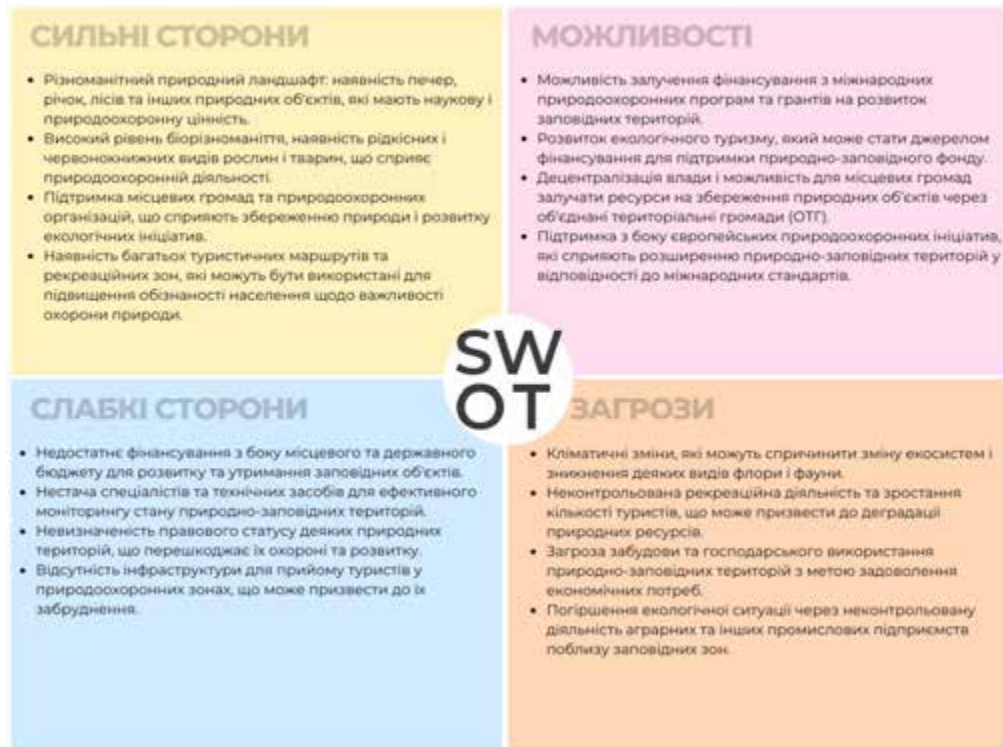 СИЛЬНІ СТОРОНИ
• Різноманітний природний ландшафт: наявність печер,
річок, лісів та інших природних об'єктів, які мають наукову і
природоохоронну цінність.
• Високий рівень біорізноманіття, наявність рідкісних і
червонокнижних видів рослин і тварин, що сприяє
природоохоронній діяльності.
• Підтримка місцевих громад та природоохоронних
організацій, що сприяють збереженню природи і розвитку
екологічних ініціатив.
• Наявність багатьох туристичних маршрутів та
рекреаційних зон, які можуть бути використані для
підвищення обізнаності населення щодо важливості
охорони природи.
МОЖЛИВОСТІ
• Можливість залучення фінансування з міжнародних
природоохоронних програм та грантів на розвиток
заповідних територій.
• Розвиток екологічного туризму, який може стати джерелом
фінансування для підтримки природно-заповідного фонду.
• Децентралізація влади і можливість для місцевих громад
залучати ресурси на збереження природних об'єктів через
об'єднані територіальні громади (ОТГ).
• Підтримка з боку європейських природоохоронних ініціатив,
які сприяють розширенню природно-заповідних територій у
відповідності до міжнародних стандартів.
SW
OT
СЛАБКІ СТОРОНИ
• Недостатнє фінансування з боку місцевого та державного
бюджету для розвитку та утримання заповідних об'єктів.
• Нестача спеціалістів та технічних засобів для ефективного
моніторингу стану природно-заповідних територій.
• Невизначеність правового статусу деяких природних
територій, що перешкоджає їх охороні та розвитку.
• Відсутність інфраструктури для прийому туристів у
природоохоронних зонах, що може призвести до їх
забруднення.
ЗАГРОЗИ
• Кліматичні зміни, які можуть спричинити зміну екосистем і
зникнення деяких видів флори і фауни.
• Неконтрольована рекреаційна діяльність та зростання
кількості туристів, що може призвести до деградації
природних ресурсів.
• Загроза забудови та господарського використання
природно-заповідних територій з метою задоволення
економічних потреб.
• Погіршення екологічної ситуації через неконтрольовану
діяльність аграрних та інших промислових підприємств
поблизу заповідних зон.